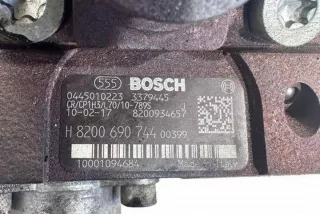 555 BOSCH
0445010223 3379445
CR/CP1H3/L70/10-789S J
10-02-17 8200934657
H 8200 690 744 00399
10001094684 Made in Italy